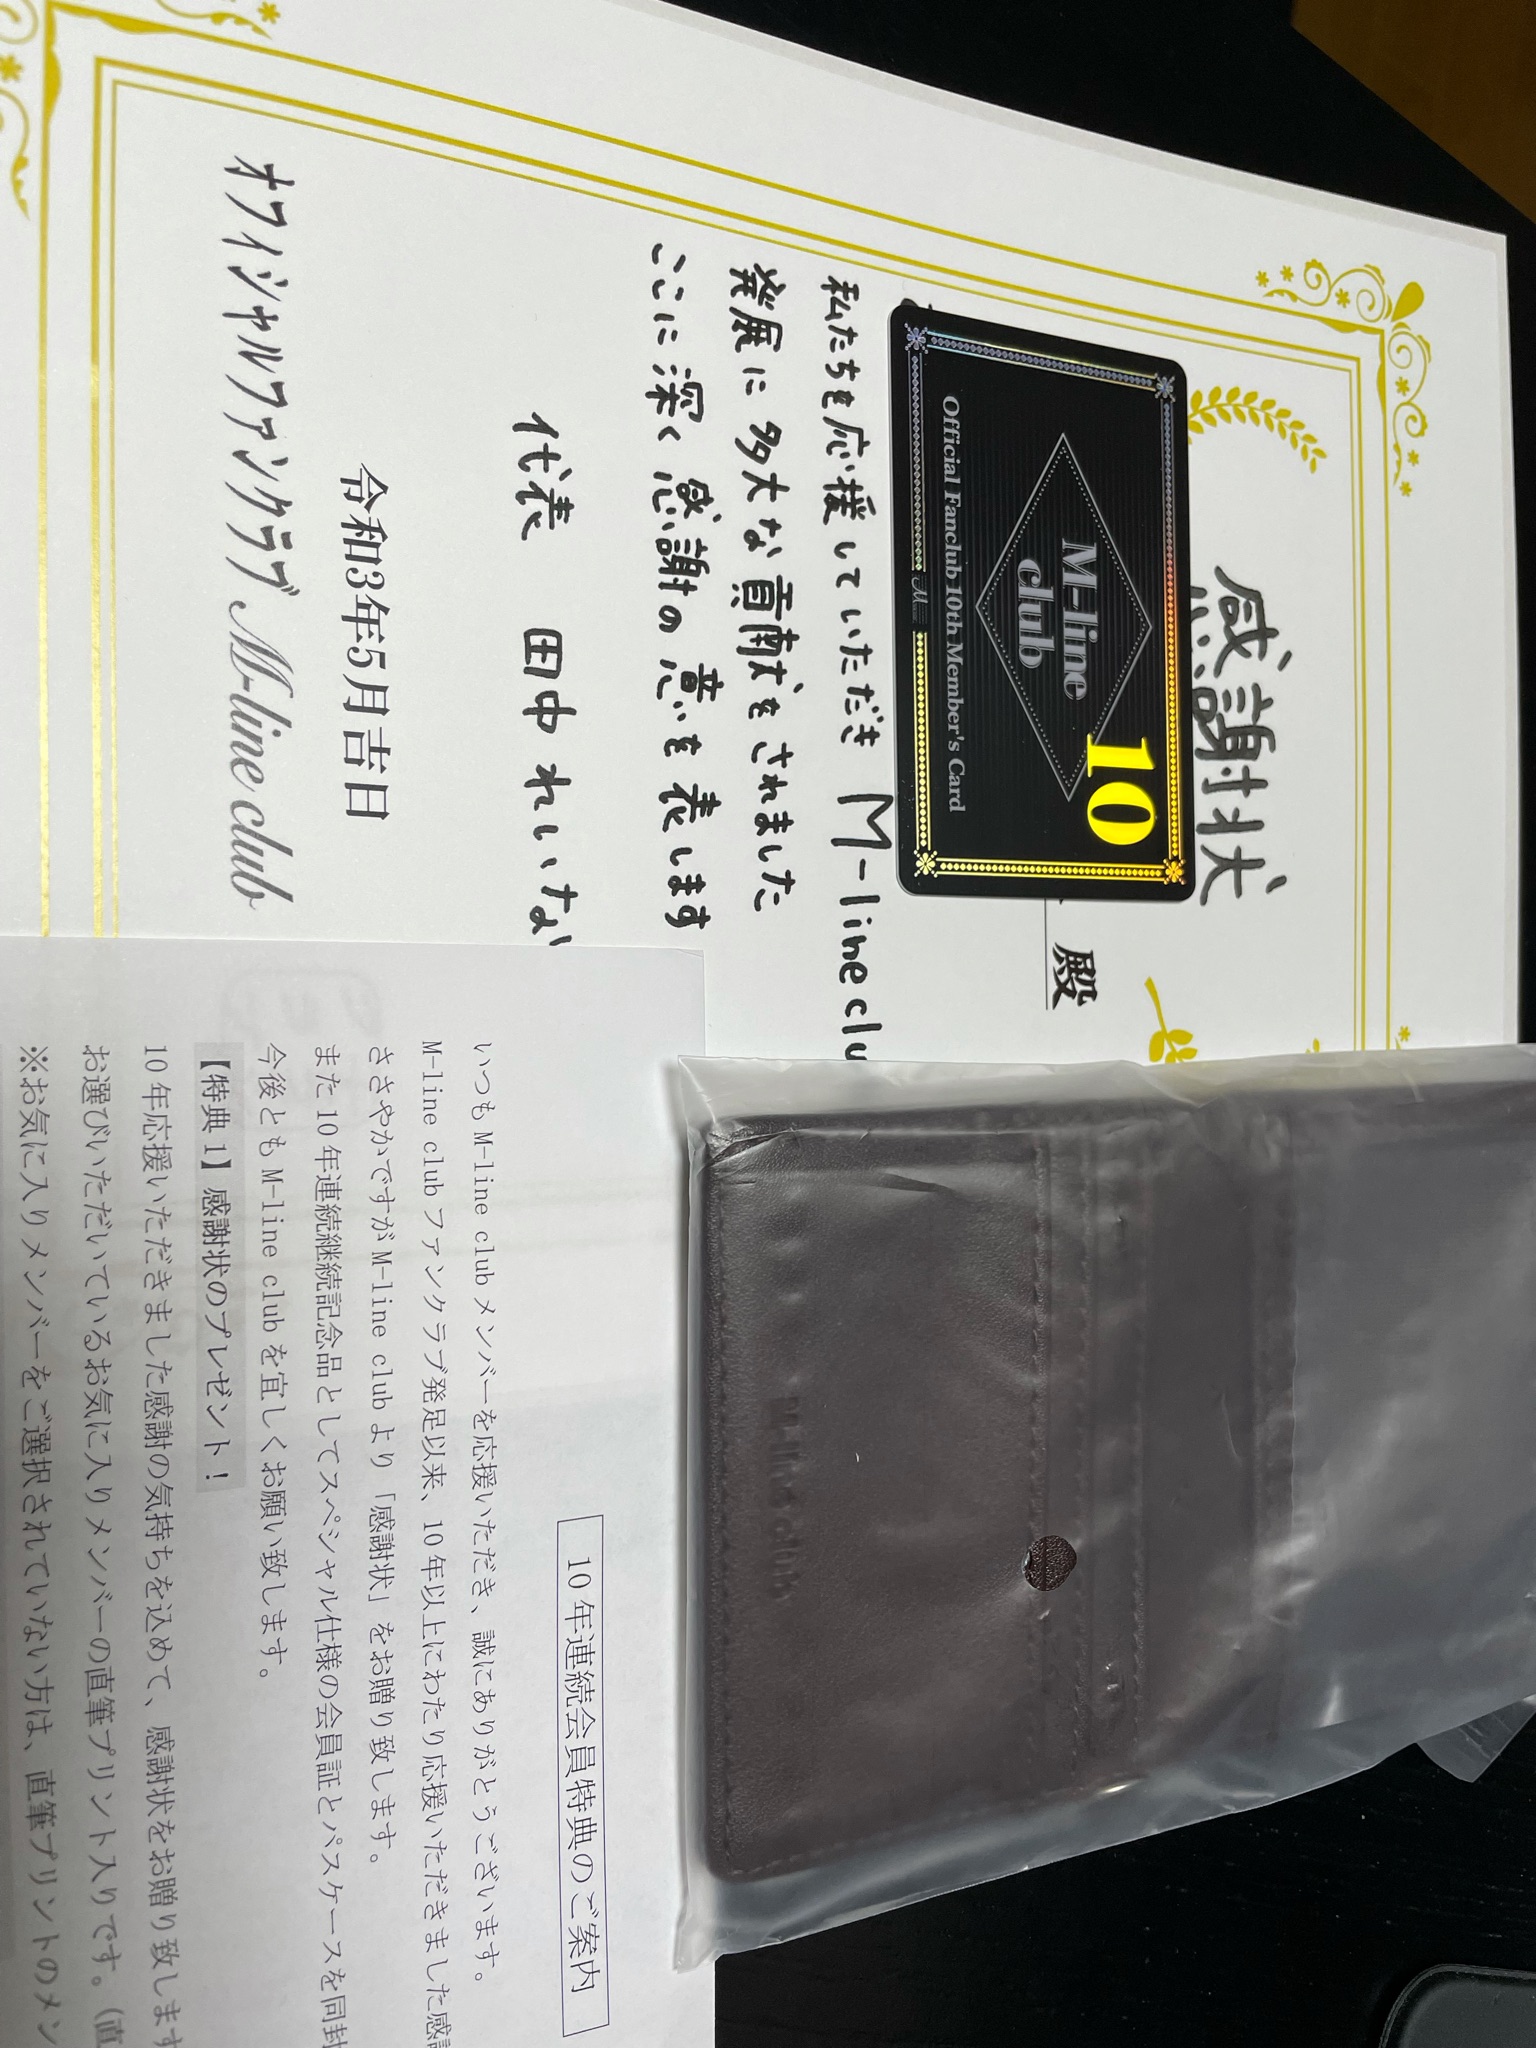 感謝状
殿
私たちを応援していただき M-line clu
発展に多大な貢献をされました
ここに深く感謝の意を表します
代表 田中れいな
令和3年5月吉日
オフィシャルファンクラブ M-line club
M-line
club
10
Official Fanclub 10th Member's Card
M-line club
10年連続会員特典のご案内
いつもM-line clubメンバーを応援いただき、誠にありがとうございます。
M-line clubファンクラブ発足以来、10年以上にわたり応援いただきました感謝
ささやかですがM-line clubより「感謝状」をお贈り致します。
また10年連続継続記念品としてスペシャル仕様の会員証とパスケースを同封
今後ともM-line clubを宜しくお願い致します。
【特典1】感謝状のプレゼント！
10年応援いただきました感謝の気持ちを込めて、感謝状をお贈り致します
お選びいただいているお気に入りメンバーの直筆プリント入りです。（直
※お気に入りメンバーをご選択されていない方は、直筆プリントのメン